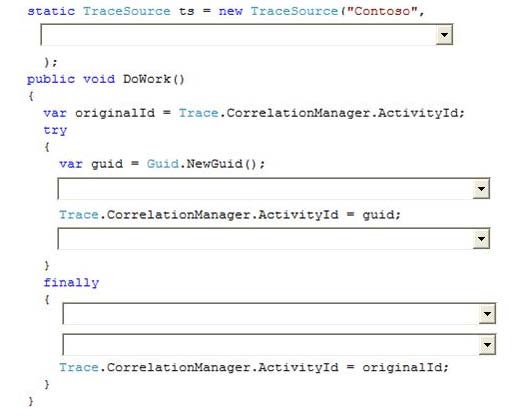 static TraceSource ts = new TraceSource("Contoso",
);
public void DoWork()
{
var originalId = Trace.CorrelationManager.ActivityId;
try
{
var guid = Guid.NewGuid();
Trace.CorrelationManager.ActivityId = guid;
}
finally
{
Trace.CorrelationManager.ActivityId = originalId;
}
}